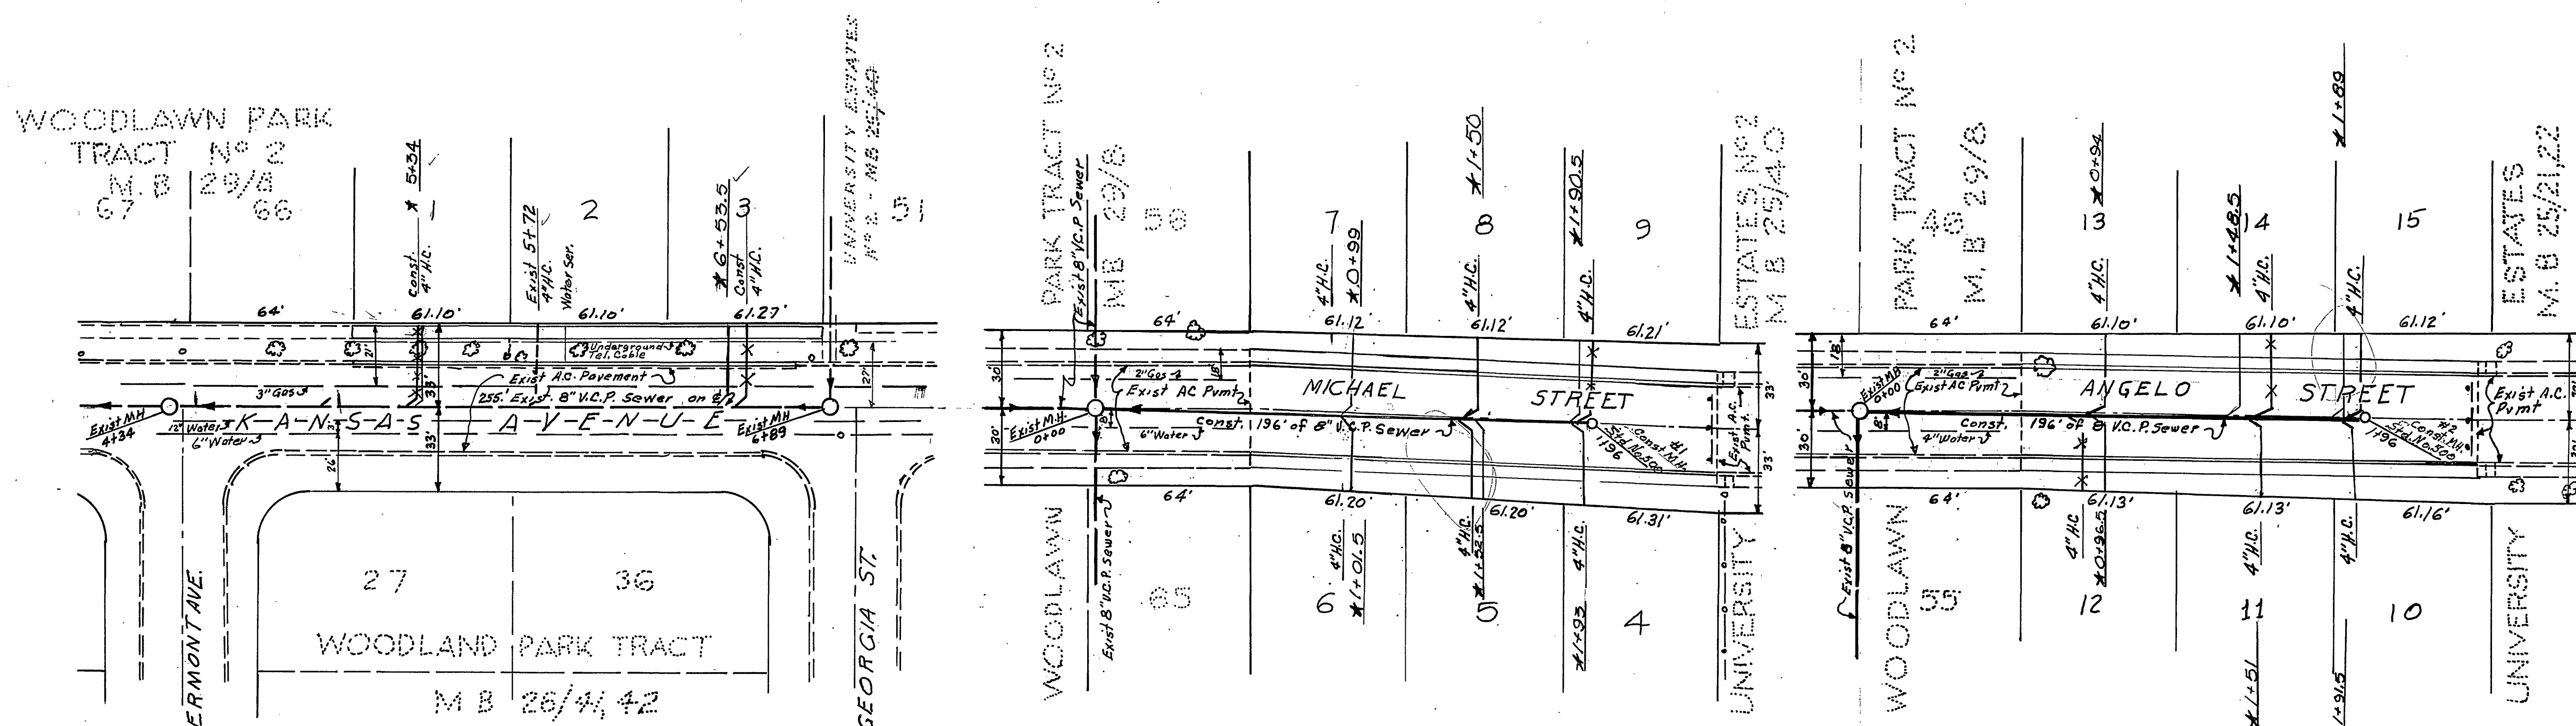 WOODLAWN PARK
TRACT Nº 2
M. B 29/8
67
66
* 5+34
1
Const.
4"H.C.
Exist 5+72
4"H.C.
Water Ser.
2
* 6+53.5
Const
4"H.C.
3
UNIVERSITY ESTATES
Nº 2 - MB 25/40
51
64'
61.10'
61.10'
61.27'
21'
33'
Underground
Tel. Cable
Exist A.C. Pavement
27'
3" Gas
255' Exist. 8" V.C.P. Sewer on
Exist MH
4+34
12" Water
6" Water
K-A-N-S-A-S A-V-E-N-U-E
Exist MH
6+89
26'
33'
27
36
WOODLAND PARK TRACT
M B 26/41, 42
ERMONT AVE.
GEORGIA ST.
PARK TRACT Nº 2
MB 29/8
Exist 8" V.C.P. Sewer
56
7
4"H.C.
*0+99
8
*1+50
4"H.C.
*1+90.5
4"H.C.
9
ESTATES Nº 2
M B 25/40
64'
61.12'
61.12'
61.21'
30'
18'
2"Gas
Exist AC Pvmt
MICHAEL STREET
33'
Exist M.H.
0+00
30'
8'
6"Water
Const. 196' of 8" V.C.P. Sewer
#1
Const M.H.
Std. No.500
1+96
Exist. A.C.
Pvmt.
33'
64'
61.20'
61.20'
61.31'
WOODLAWN
Exist 8" V.C.P. Sewer
65
6
4"H.C.
*1+01.5
4"H.C.
*1+52.5
5
4"H.C.
*1+93
4
UNIVERSITY
PARK TRACT Nº 2
M. B 29/8
46
*0+94
13
4"H.C.
*1+48.5
14
4"H.C.
*1+89
4"H.C.
15
ESTATES
M. B 25/21,22
64'
61.10'
61.10'
61.12'
30'
18'
Exist MH
0+00
2"Gas
Exist AC Pvmt
ANGELO STREET
Exist A.C.
Pvmt
30'
8'
4"Water
Const. 196' of 8" V.C.P. Sewer
#2
Const. M.H.
Std. No.500
1+96
64'
61.13'
61.13'
61.16'
Exist 8" V.C.P. Sewer
WOODLAWN
55
12
4"H.C
*0+96.5
4"H.C.
11
*1+51
4"H.C.
1+91.5
10
UNIVERSITY